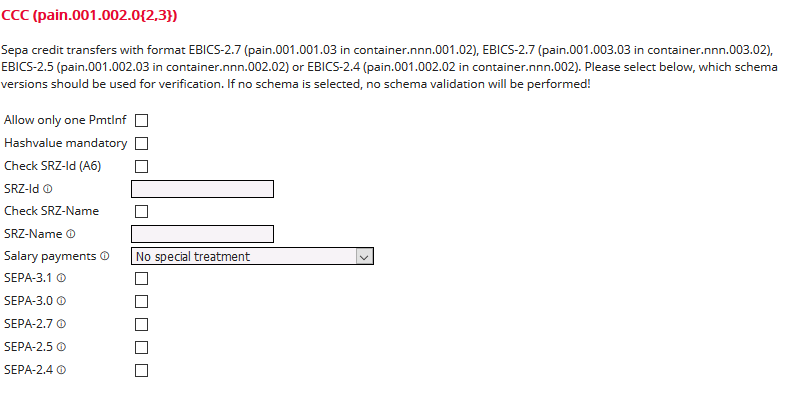 CCC (pain.001.002.0{2,3})
Sepa credit transfers with format EBICS-2.7 (pain.001.001.03 in container.nnn.001.02), EBICS-2.7 (pain.001.003.03 in container.nnn.003.02),
EBICS-2.5 (pain.001.002.03 in container.nnn.002.02) or EBICS-2.4 (pain.001.002.02 in container.nnn.002). Please select below, which schema
versions should be used for verification. If no schema is selected, no schema validation will be performed!
Allow only one PmtInf
Hashvalue mandatory
Check SRZ-Id (A6)
SRZ-Id
Check SRZ-Name
SRZ-Name
Salary payments No special treatment
SEPA-3.1
SEPA-3.0
SEPA-2.7
SEPA-2.5
SEPA-2.4